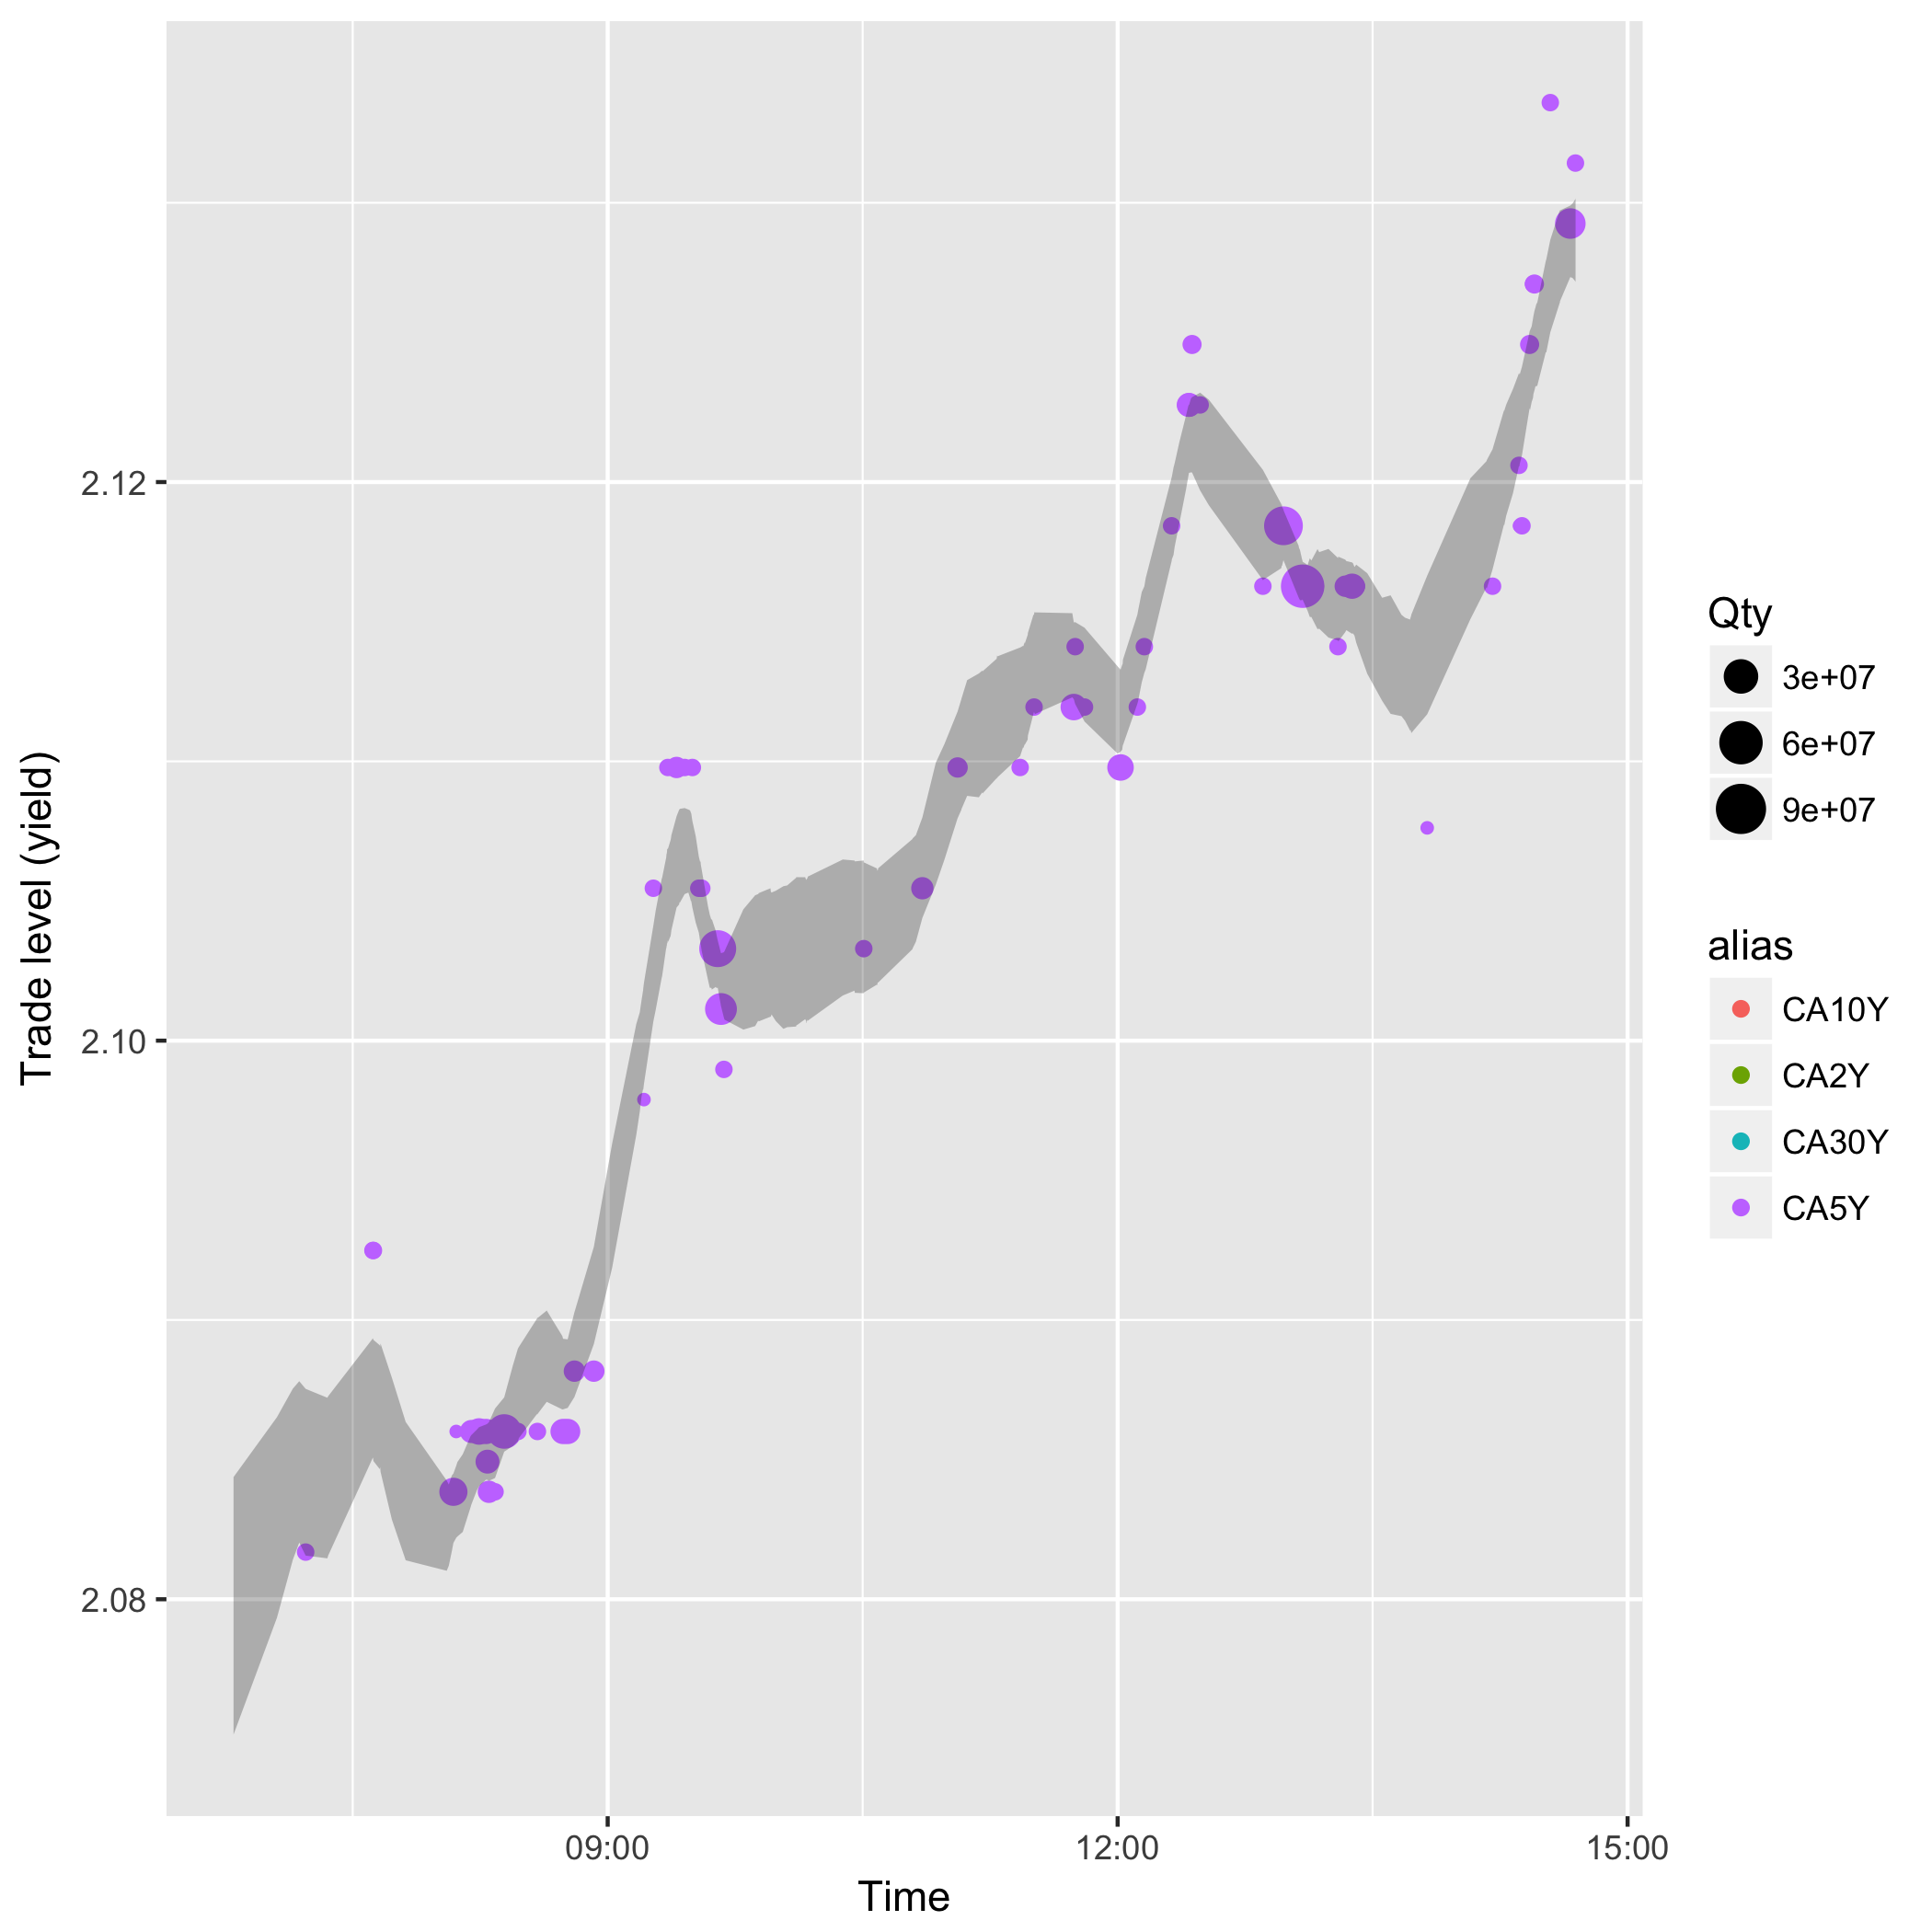 Trade level (yield)
2.12
2.10
2.08
09:00
12:00
15:00
Time
Qty
3e+07
6e+07
9e+07
alias
CA10Y
CA2Y
CA30Y
CA5Y